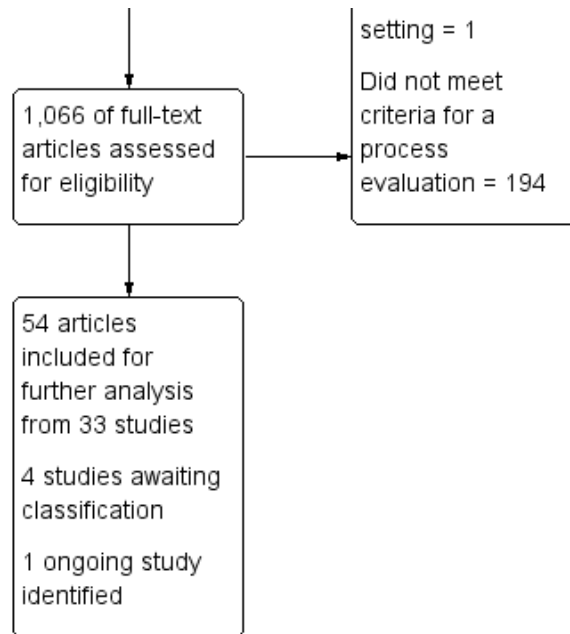 setting = 1
Did not meet
criteria for a
process
evaluation = 194
1,066 of full-text
articles assessed
for eligibility
54 articles
included for
further analysis
from 33 studies
4 studies awaiting
classification
1 ongoing study
identified